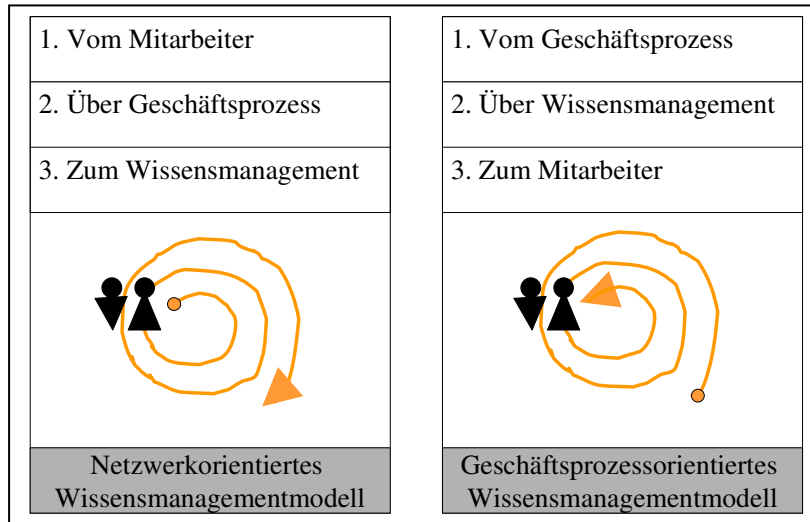 1. Vom Mitarbeiter
2. Über Geschäftsprozess
3. Zum Wissensmanagement
Netzwerkorientiertes
Wissensmanagementmodell
1. Vom Geschäftsprozess
2. Über Wissensmanagement
3. Zum Mitarbeiter
Geschäftsprozessorientiertes
Wissensmanagementmodell